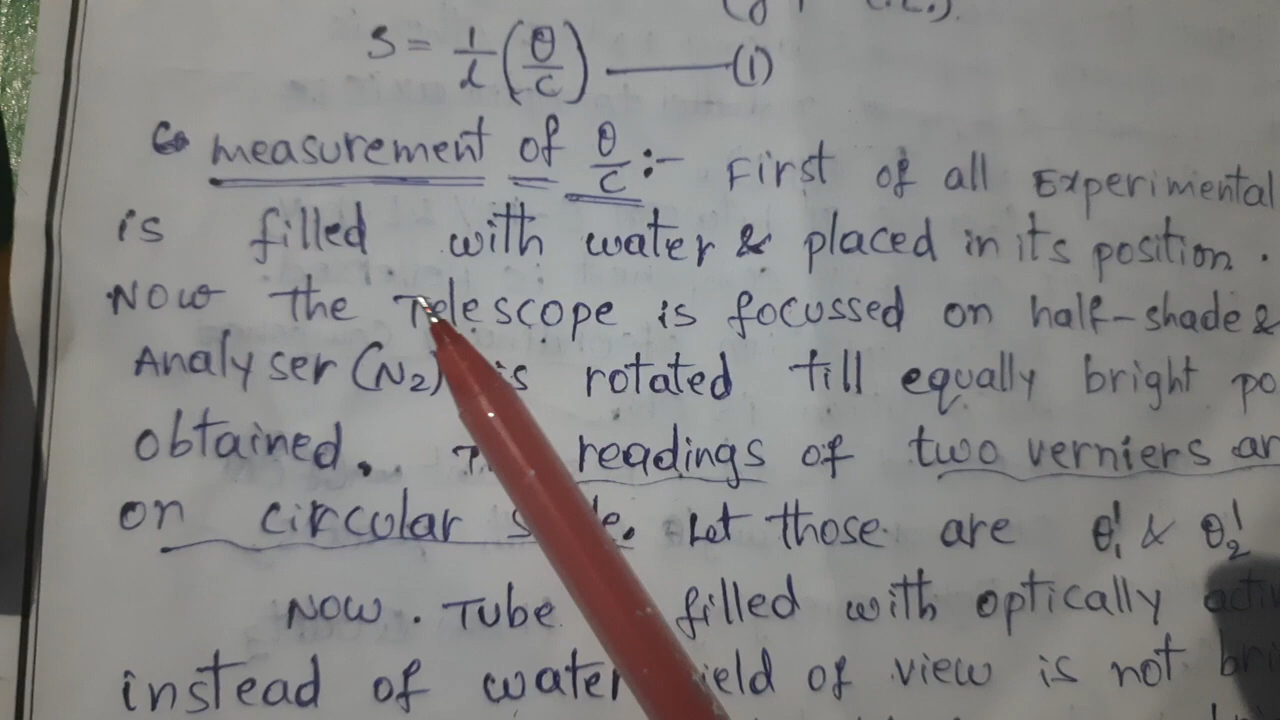 S = 1/l (θ/c) ——— (1)
measurement of θ/c :- First of all Experimental
is filled with water & placed in its position.
Now the Telescope is focussed on half-shade &
Analyser (N₂) is rotated till equally bright po
obtained. readings of two verniers ar
on circular Let those are θ₁' & θ₂'
Now. Tube filled with optically
instead of water ield of view is not